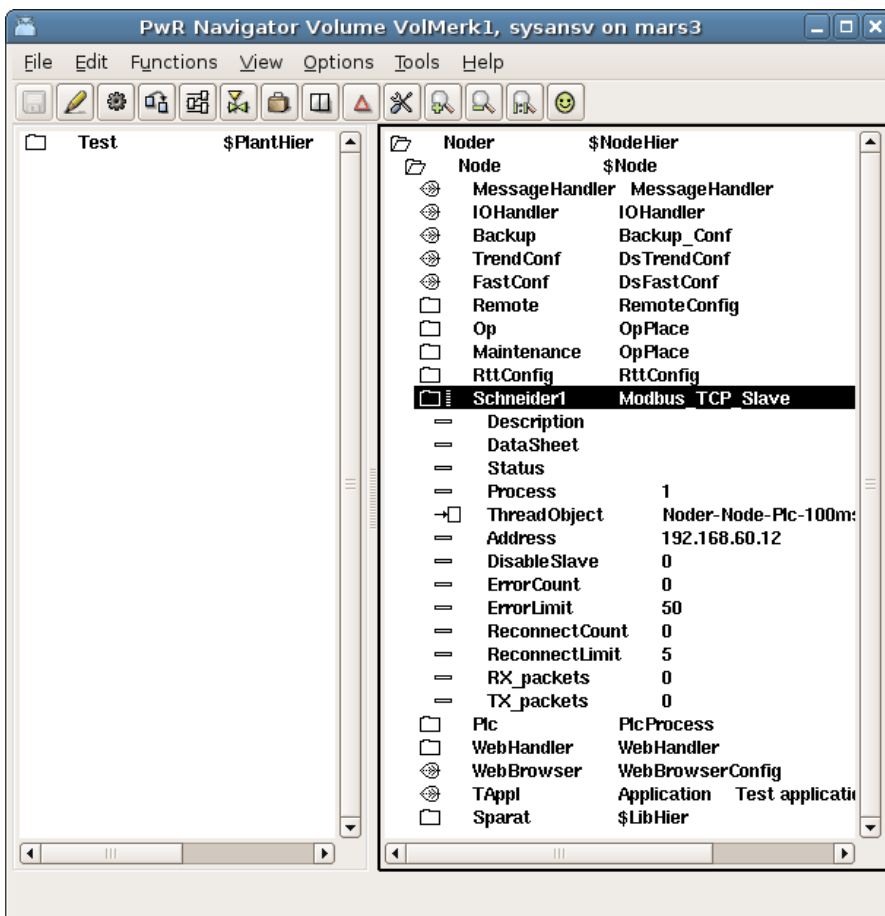 PwR Navigator Volume VolMerk1, sysansv on mars3
File Edit Functions View Options Tools Help
Test $PlantHier
Noder $NodeHier
Node $Node
MessageHandler MessageHandler
IOHandler IOHandler
Backup Backup_Conf
TrendConf DsTrendConf
FastConf DsFastConf
Remote RemoteConfig
Op OpPlace
Maintenance OpPlace
RttConfig RttConfig
Schneider1 Modbus_TCP_Slave
Description
DataSheet
Status
Process 1
ThreadObject Noder-Node-Plc-100ms
Address 192.168.60.12
DisableSlave 0
ErrorCount 0
ErrorLimit 50
ReconnectCount 0
ReconnectLimit 5
RX_packets 0
TX_packets 0
Plc PlcProcess
WebHandler WebHandler
WebBrowser WebBrowserConfig
TAppl Application Test applicatio
Sparat $LibHier